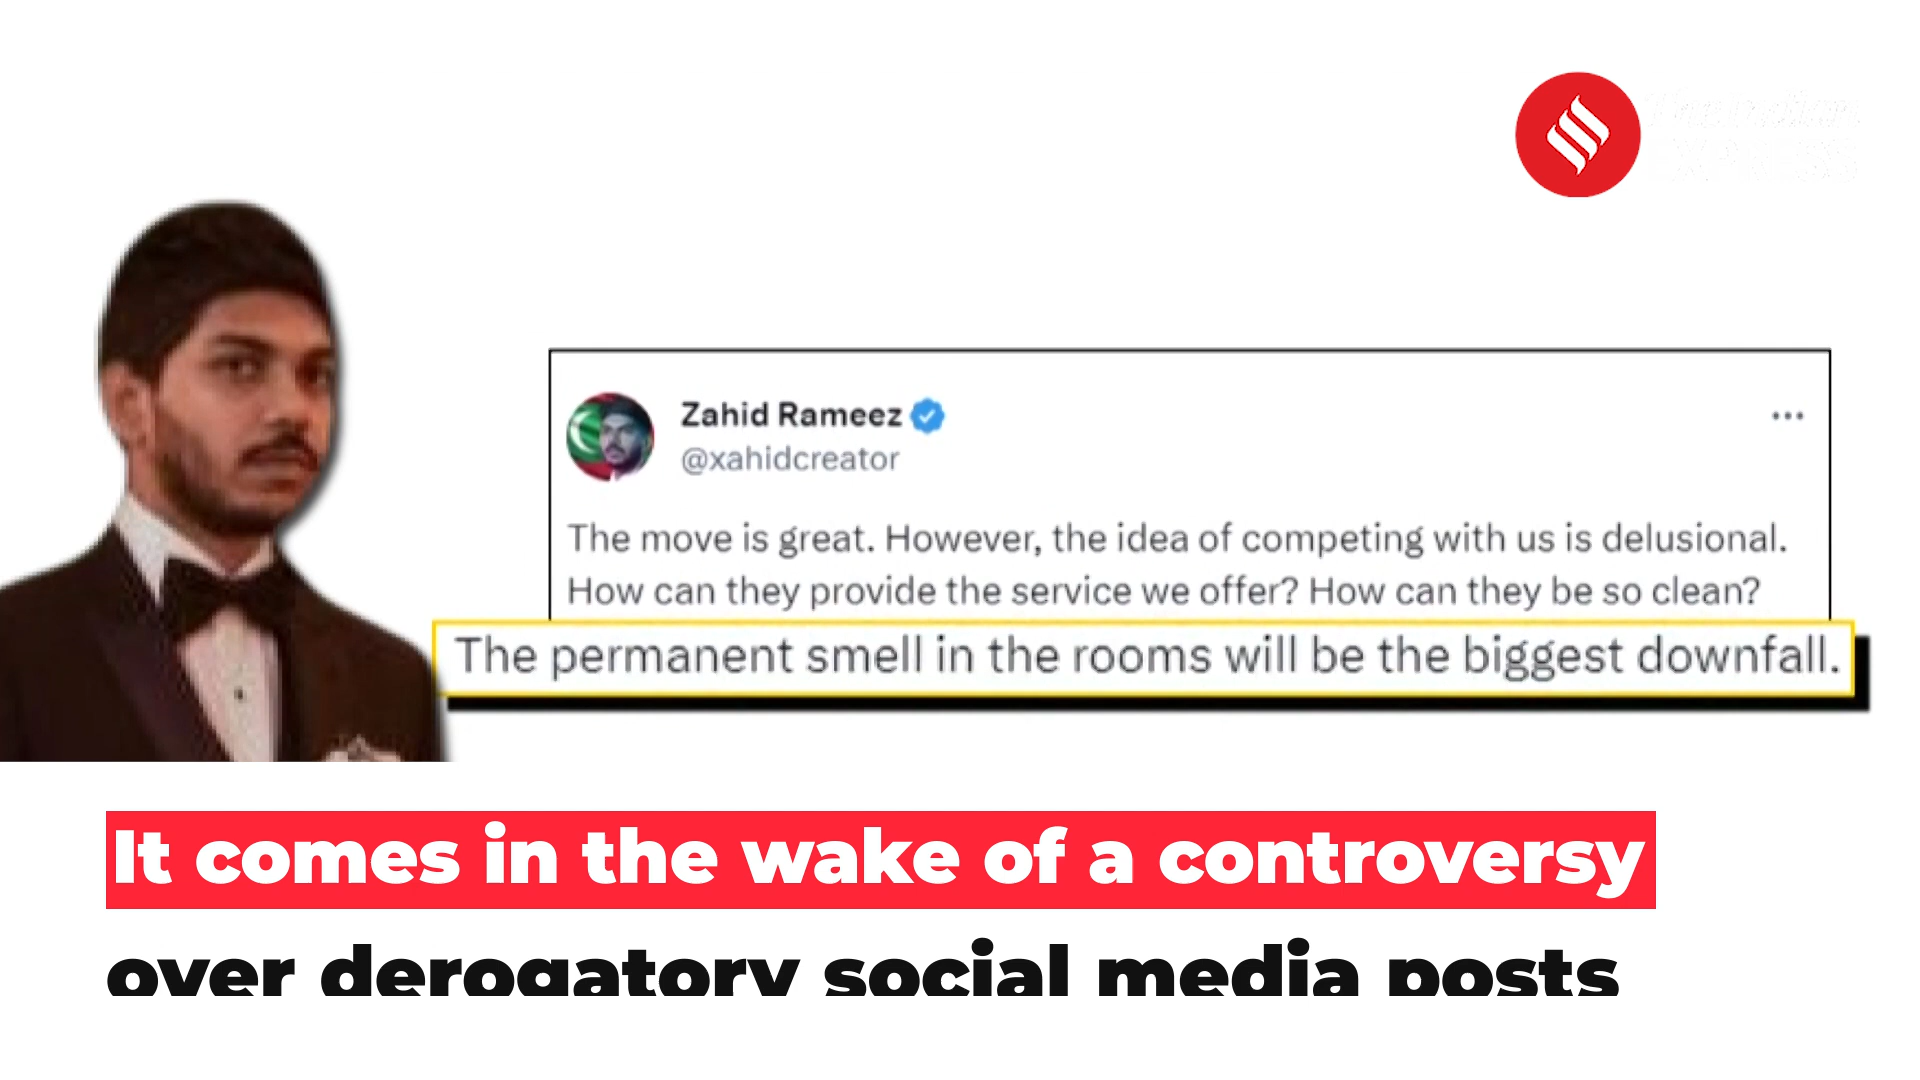 Zahid Rameez
@xahidcreator
The move is great. However, the idea of competing with us is delusional.
How can they provide the service we offer? How can they be so clean?
The permanent smell in the rooms will be the biggest downfall.
It comes in the wake of a controversy
over derogatory social media posts